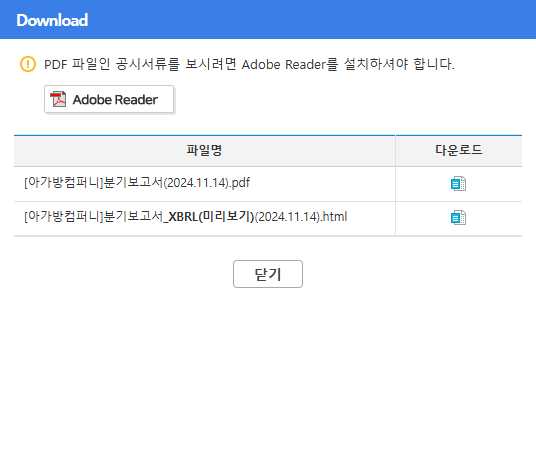 Download
PDF 파일인 공시서류를 보시려면 Adobe Reader를 설치하셔야 합니다.
Adobe Reader
파일명 다운로드
[아가방컴퍼니]분기보고서(2024.11.14).pdf
[아가방컴퍼니]분기보고서_XBRL(미리보기)(2024.11.14).html
닫기